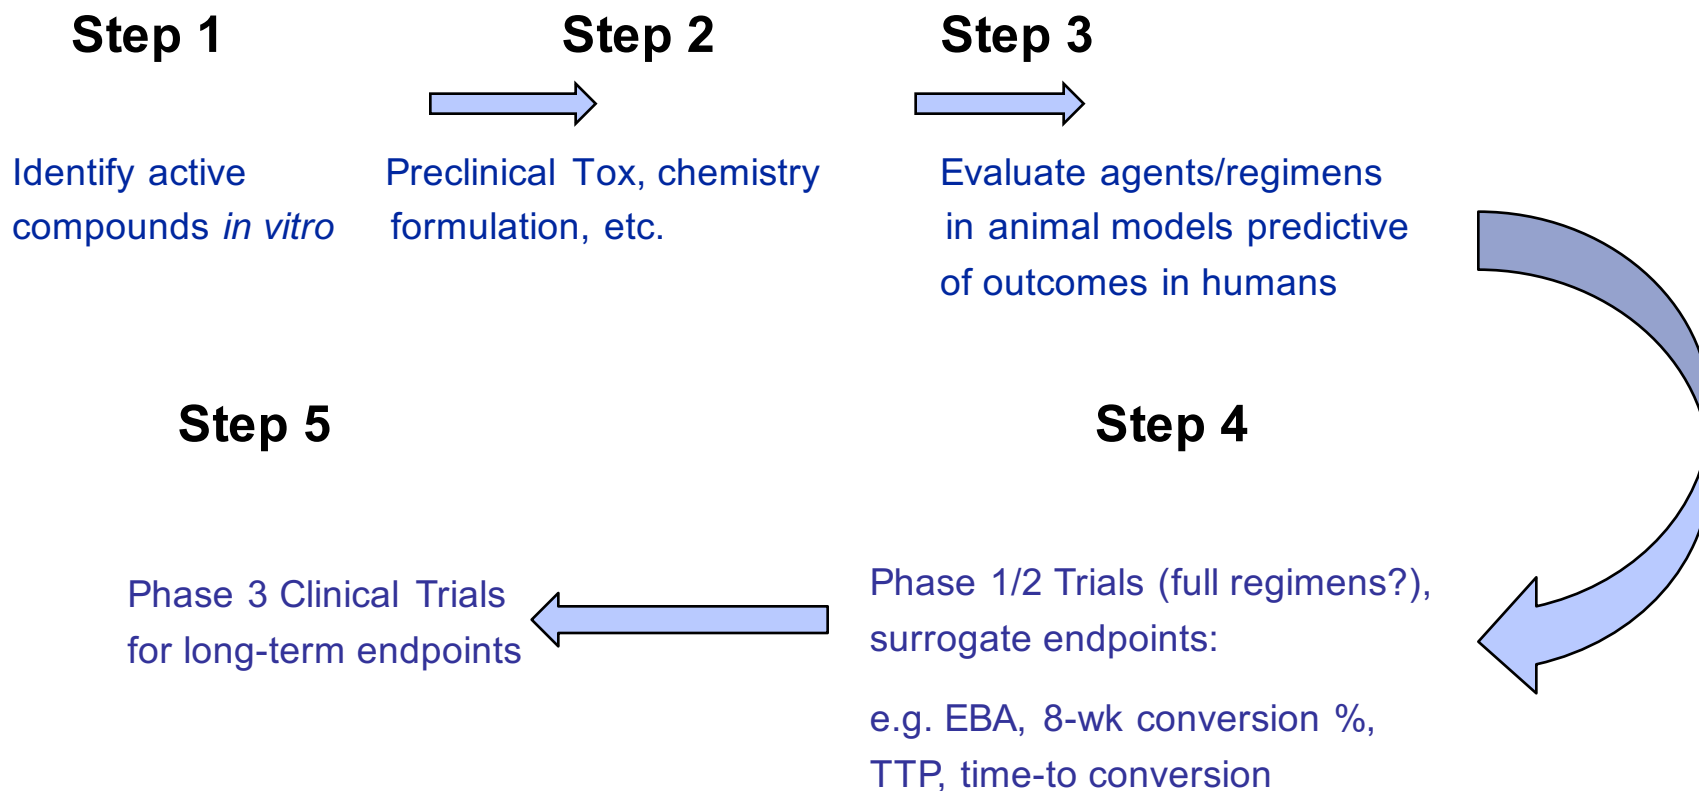 Step 1
Step 2
Step 3
Identify active
compounds in vitro
Preclinical Tox, chemistry
formulation, etc.
Evaluate agents/regimens
in animal models predictive
of outcomes in humans
Step 5
Step 4
Phase 3 Clinical Trials
for long-term endpoints
Phase 1/2 Trials (full regimens?),
surrogate endpoints:
e.g. EBA, 8-wk conversion %,
TTP, time-to conversion